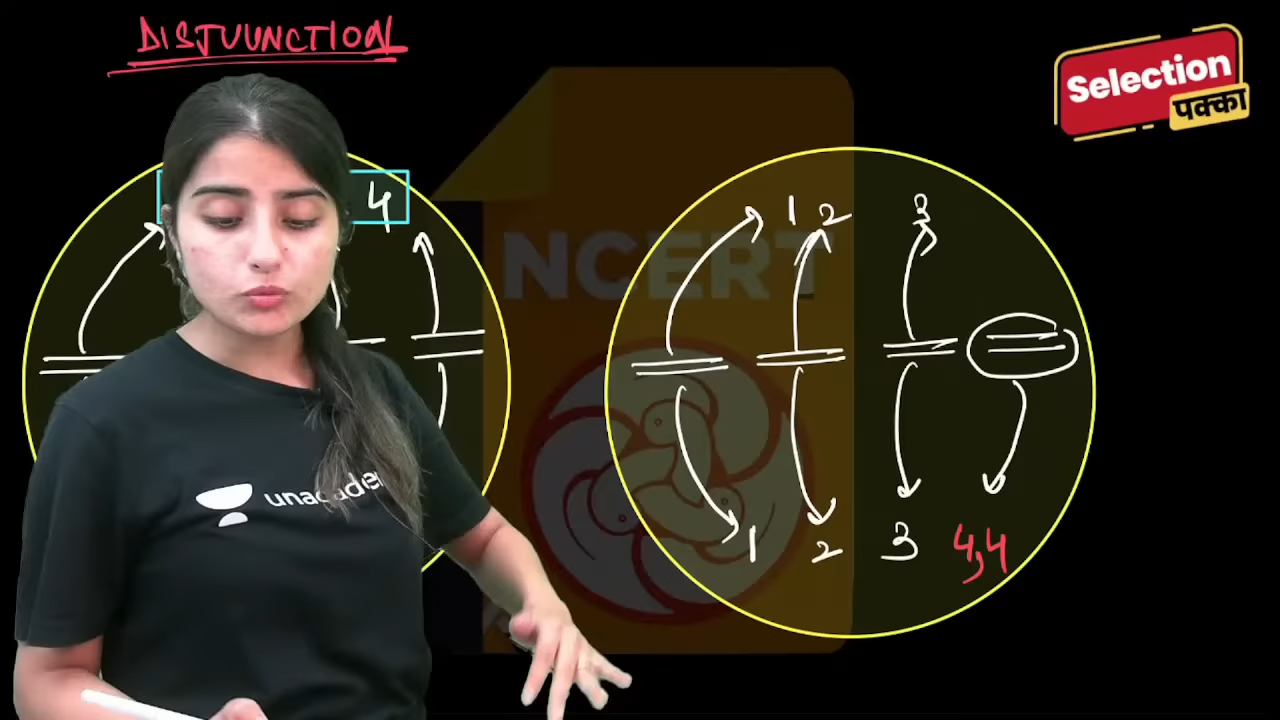 DISJUUNCTION
Selection
पक्का
4
1 2 3
NCERT
unacade
1 2 3 4,4